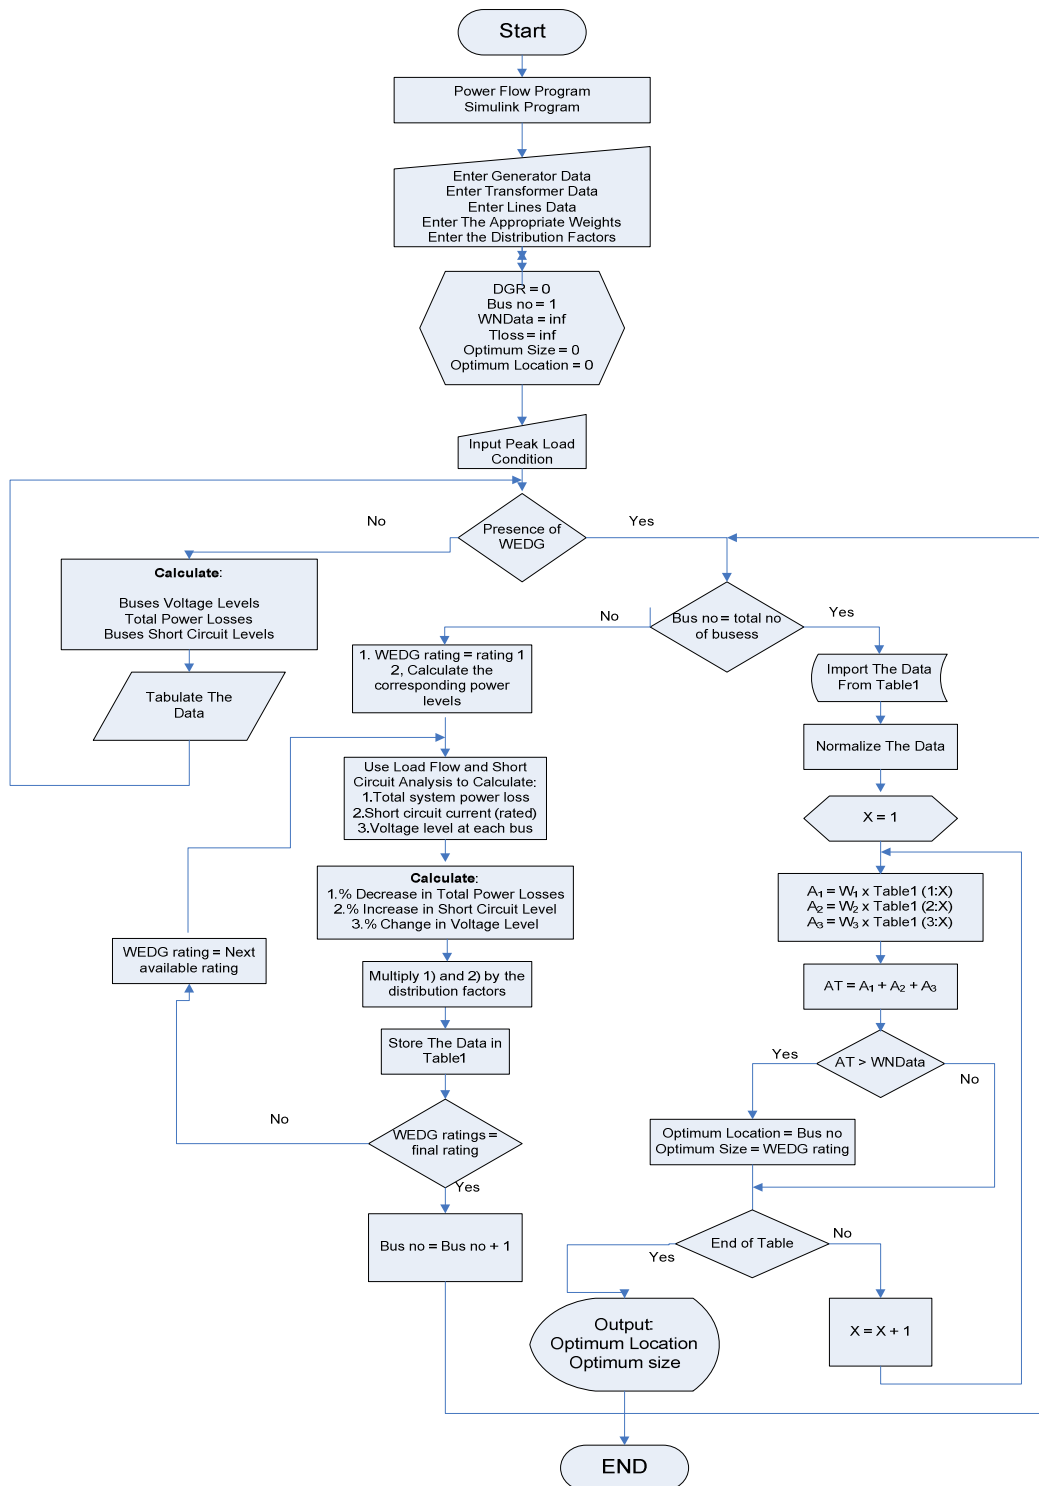 Start
Power Flow Program
Simulink Program
Enter Generator Data
Enter Transformer Data
Enter Lines Data
Enter The Appropriate Weights
Enter the Distribution Factors
DGR = 0
Bus no = 1
WNData = inf
Tloss = inf
Optimum Size = 0
Optimum Location = 0
Input Peak Load
Condition
Presence of
WEDG
No
Yes
Calculate:
Buses Voltage Levels
Total Power Losses
Buses Short Circuit Levels
Tabulate The
Data
Bus no = total no
of busess
No
Yes
1. WEDG rating = rating 1
2, Calculate the
corresponding power
levels
Use Load Flow and Short
Circuit Analysis to Calculate:
1.Total system power loss
2.Short circuit current (rated)
3.Voltage level at each bus
Calculate:
1.% Decrease in Total Power Losses
2.% Increase in Short Circuit Level
3.% Change in Voltage Level
WEDG rating = Next
available rating
Multiply 1) and 2) by the
distribution factors
Store The Data in
Table1
No
WEDG ratings =
final rating
Yes
Bus no = Bus no + 1
Import The Data
From Table1
Normalize The Data
X = 1
A₁ = W₁ x Table1 (1:X)
A₂ = W₂ x Table1 (2:X)
A₃ = W₃ x Table1 (3:X)
AT = A₁ + A₂ + A₃
AT > WNData
Yes
No
Optimum Location = Bus no
Optimum Size = WEDG rating
End of Table
Yes
No
X = X + 1
Output:
Optimum Location
Optimum size
END